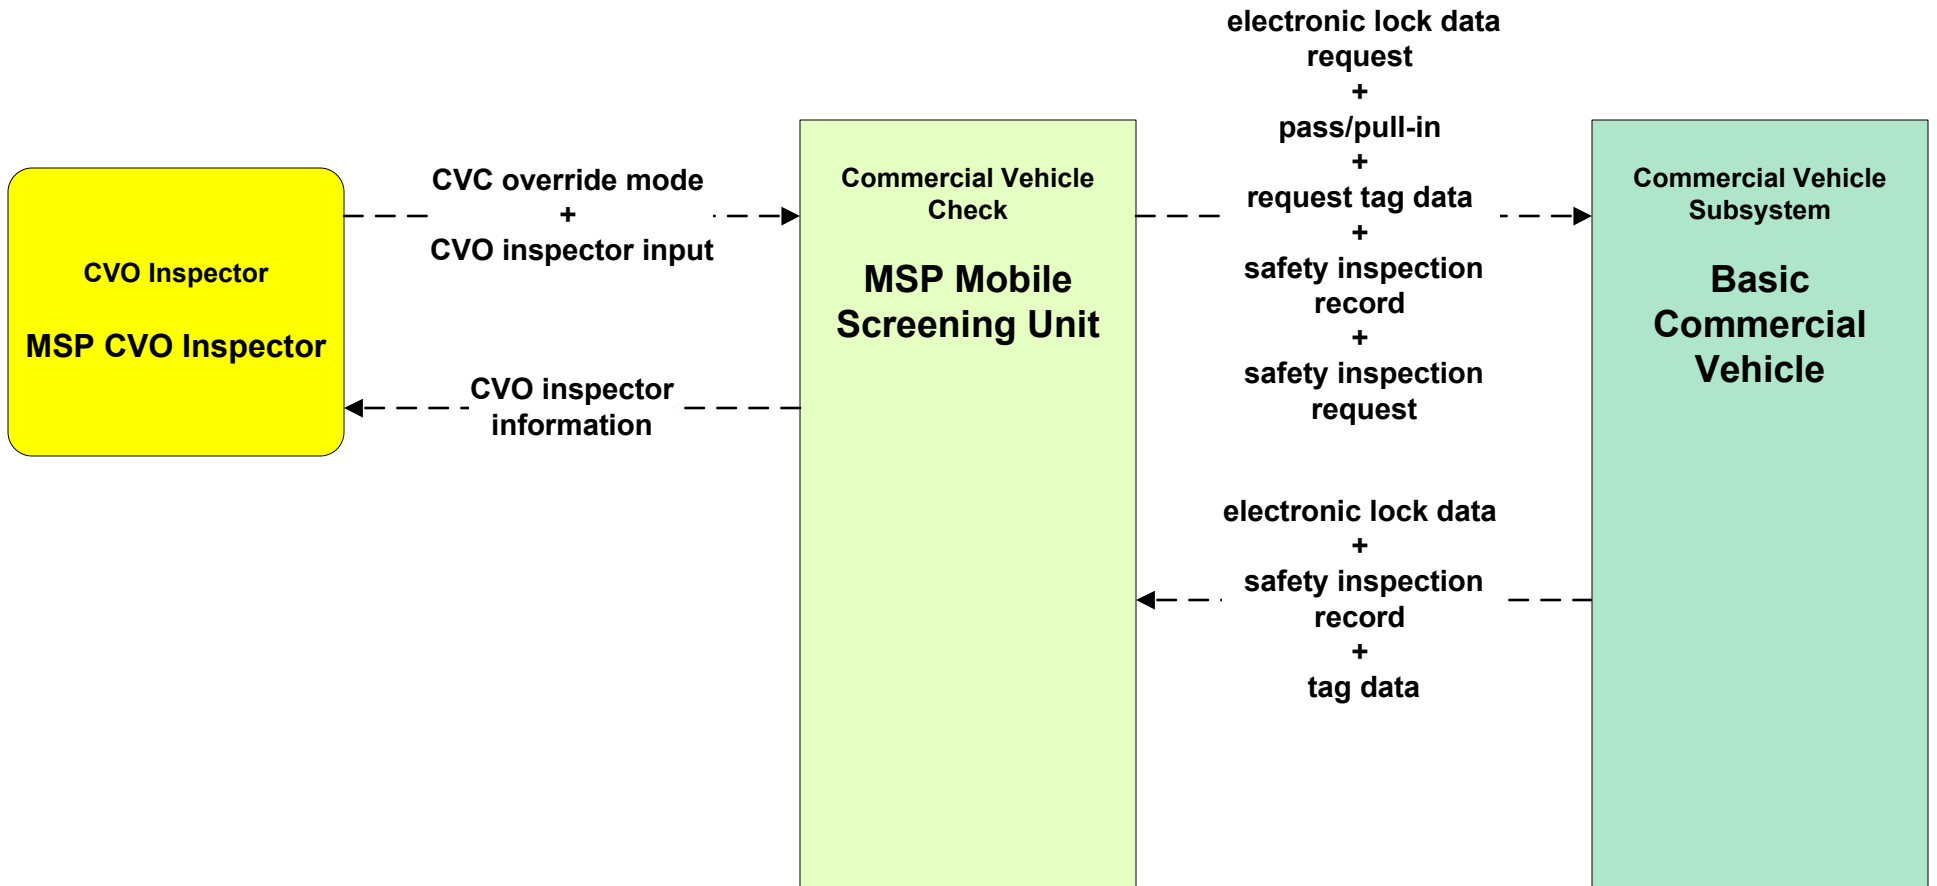 CVO Inspector
MSP CVO Inspector
CVC override mode
+
CVO inspector input
CVO inspector
information
Commercial Vehicle
Check
MSP Mobile
Screening Unit
electronic lock data
request
+
pass/pull-in
+
request tag data
+
safety inspection
record
+
safety inspection
request
electronic lock data
+
safety inspection
record
+
tag data
Commercial Vehicle
Subsystem
Basic
Commercial
Vehicle